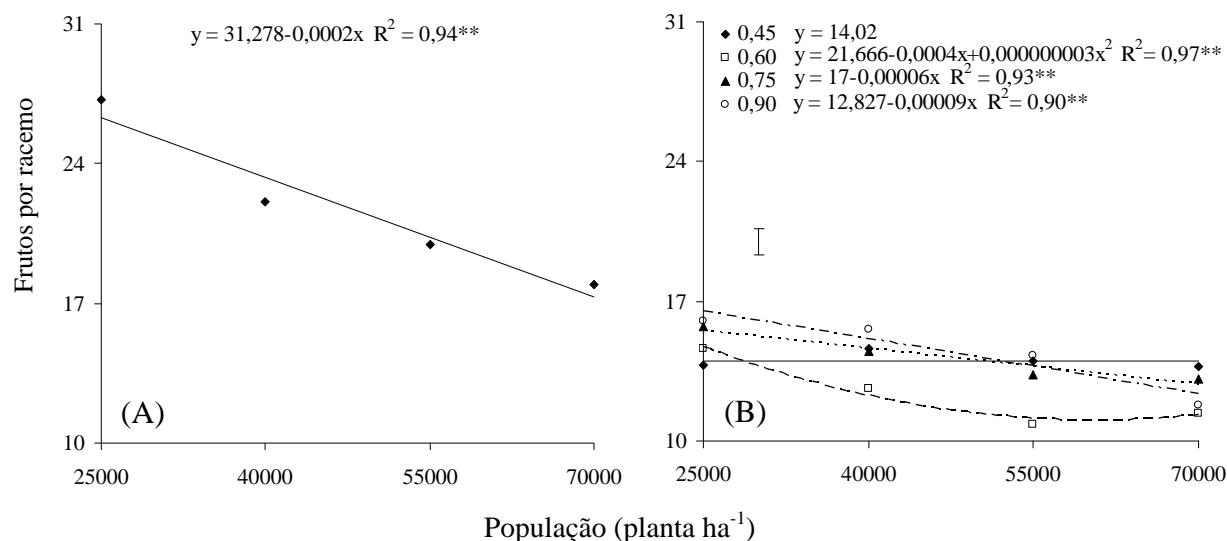 31
24
17
10
Frutos por racemo
y = 31,278-0,0002x R² = 0,94**
(A)
25000 40000 55000 70000
31
24
17
10
0,45 y = 14,02
0,60 y = 21,666-0,0004x+0,000000003x² R² = 0,97**
0,75 y = 17-0,00006x R² = 0,93**
0,90 y = 12,827-0,00009x R² = 0,90**
(B)
25000 40000 55000 70000
População (planta ha⁻¹)